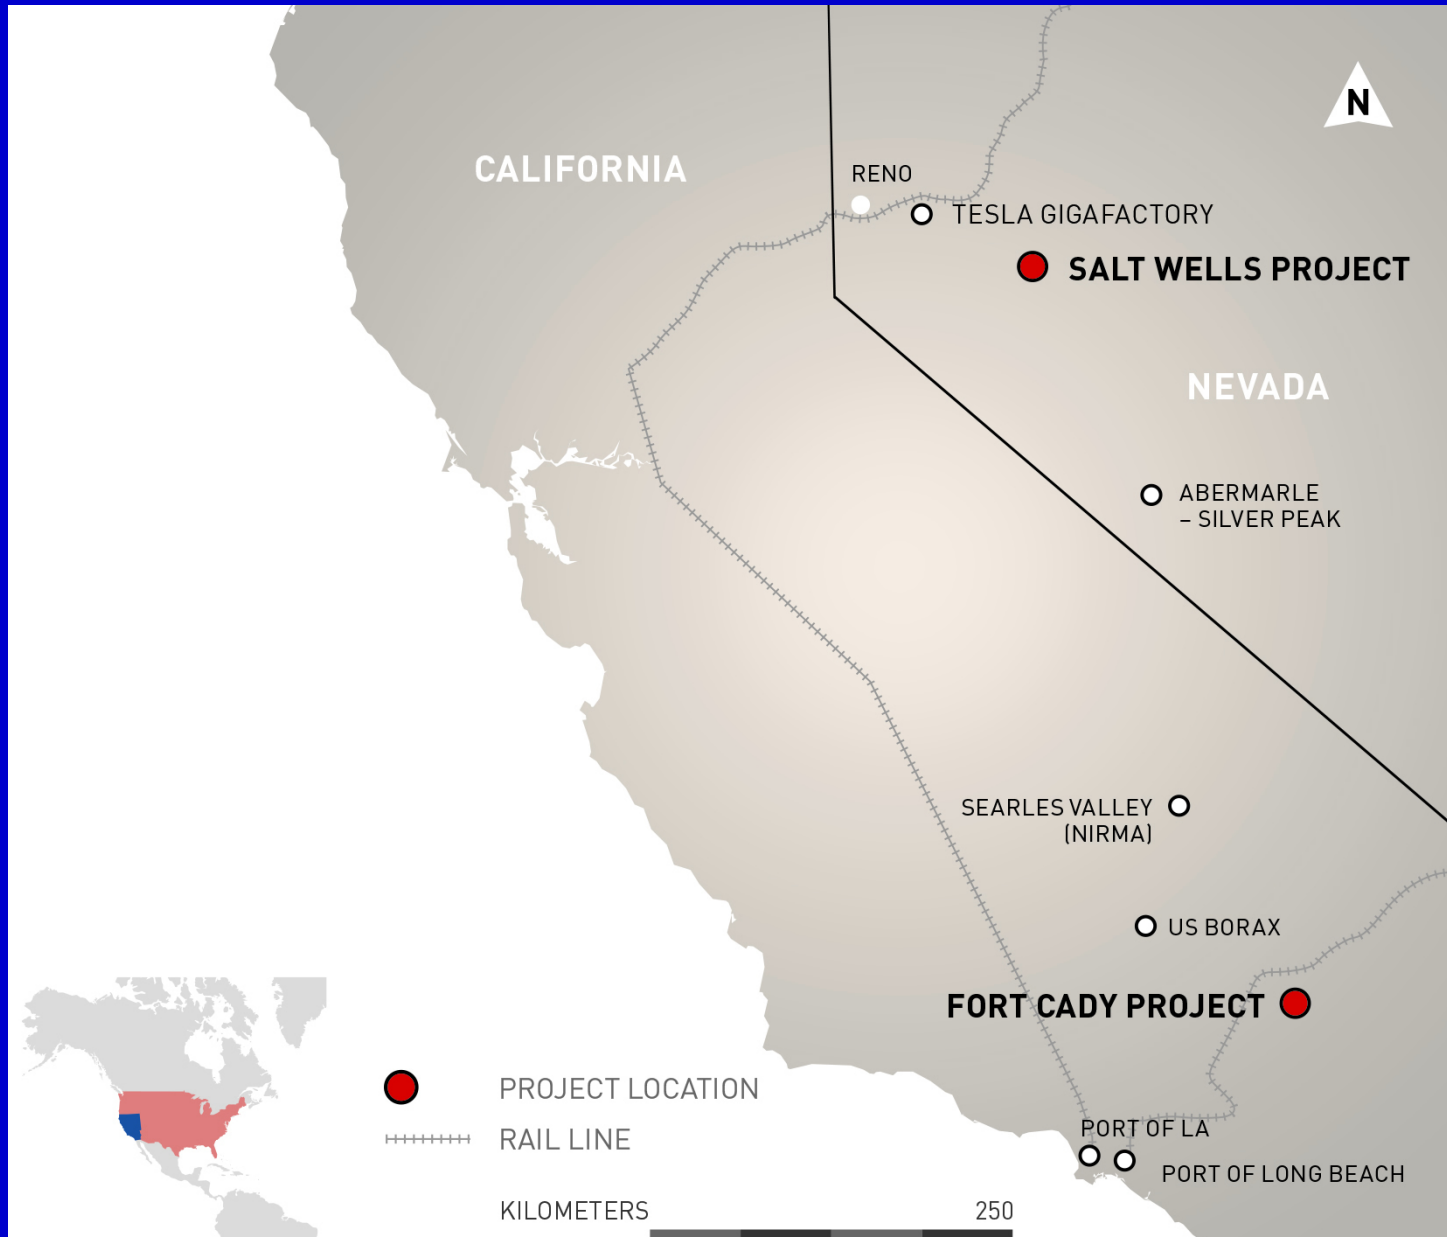 N
CALIFORNIA
RENO
TESLA GIGAFACTORY
SALT WELLS PROJECT
NEVADA
ABERMARLE
– SILVER PEAK
SEARLES VALLEY
(NIRMA)
US BORAX
FORT CADY PROJECT
PROJECT LOCATION
PORT OF LA
RAIL LINE
PORT OF LONG BEACH
KILOMETERS 250